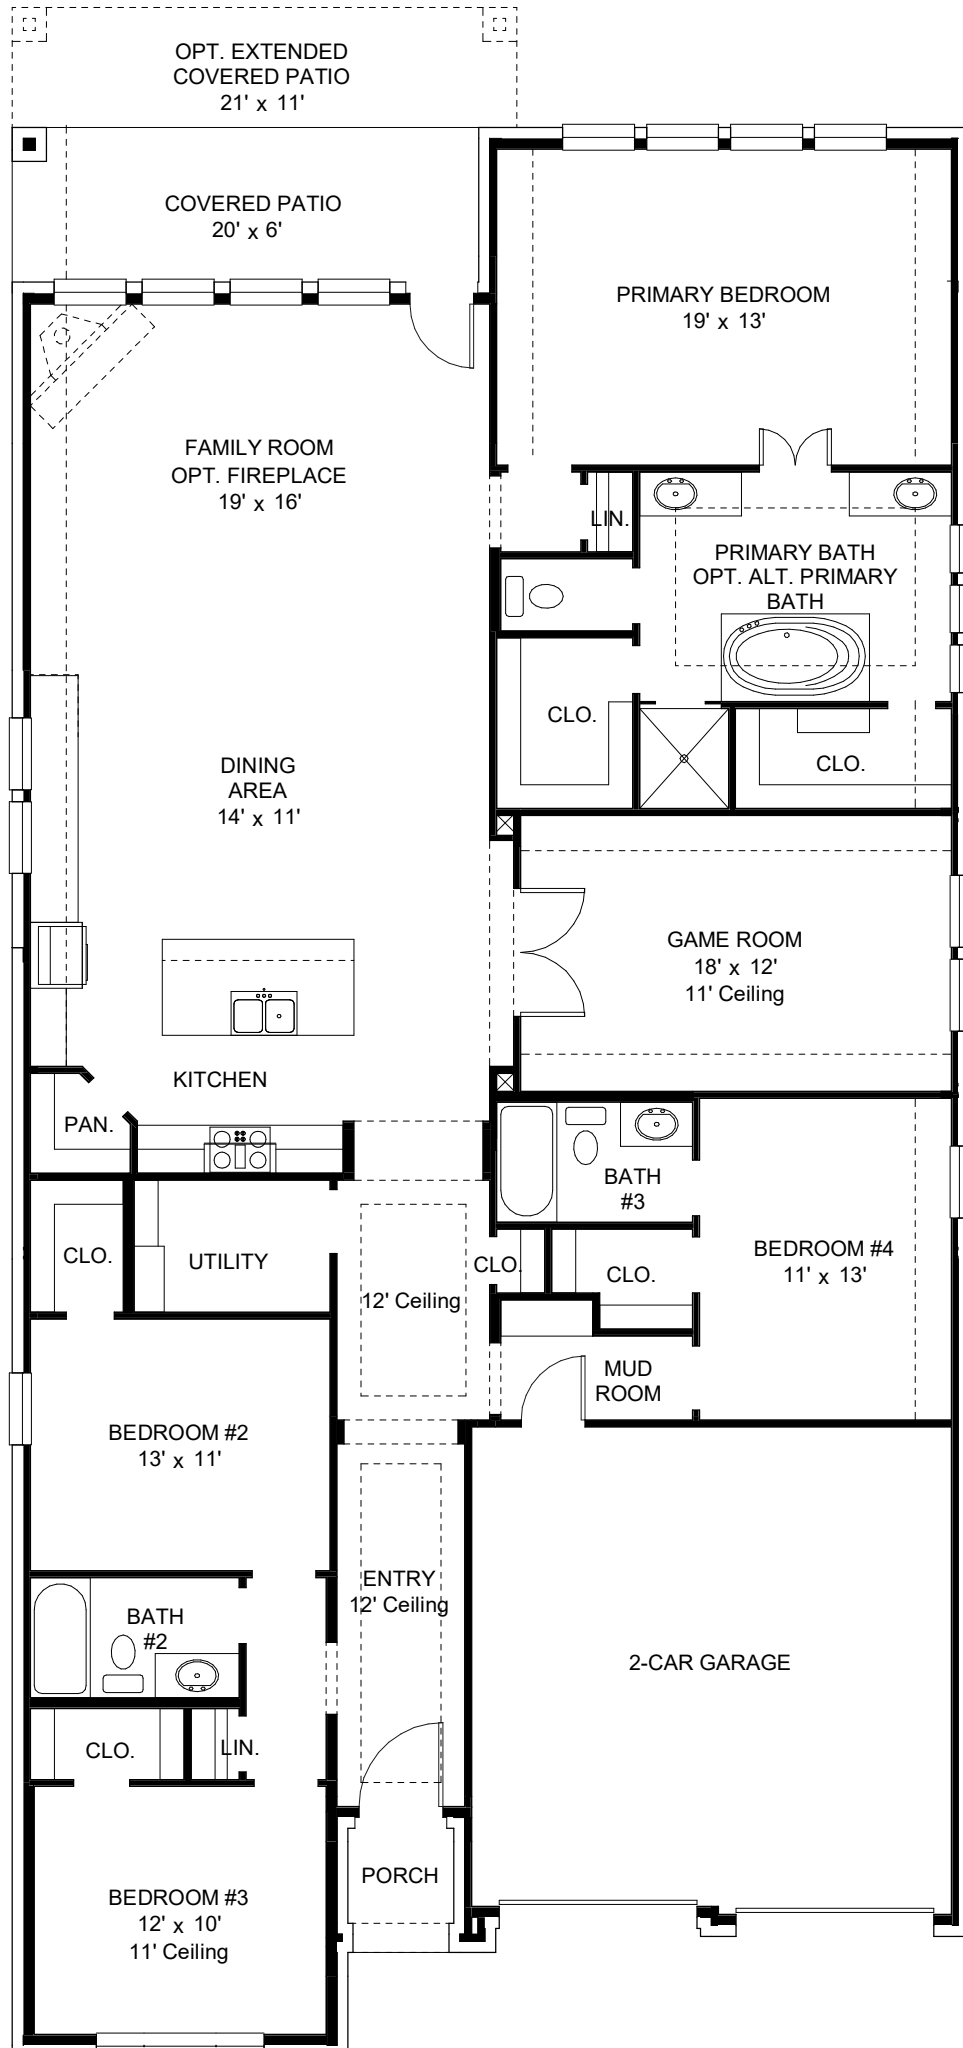 OPT. EXTENDED
COVERED PATIO
21' x 11'
COVERED PATIO
20' x 6'
PRIMARY BEDROOM
19' x 13'
FAMILY ROOM
OPT. FIREPLACE
19' x 16'
LIN.
PRIMARY BATH
OPT. ALT. PRIMARY
BATH
CLO.
CLO.
DINING
AREA
14' x 11'
GAME ROOM
18' x 12'
11' Ceiling
KITCHEN
PAN.
BATH
#3
CLO.
UTILITY
CLO.
CLO.
BEDROOM #4
11' x 13'
12' Ceiling
MUD
ROOM
BEDROOM #2
13' x 11'
ENTRY
12' Ceiling
BATH
#2
2-CAR GARAGE
CLO.
LIN.
PORCH
BEDROOM #3
12' x 10'
11' Ceiling